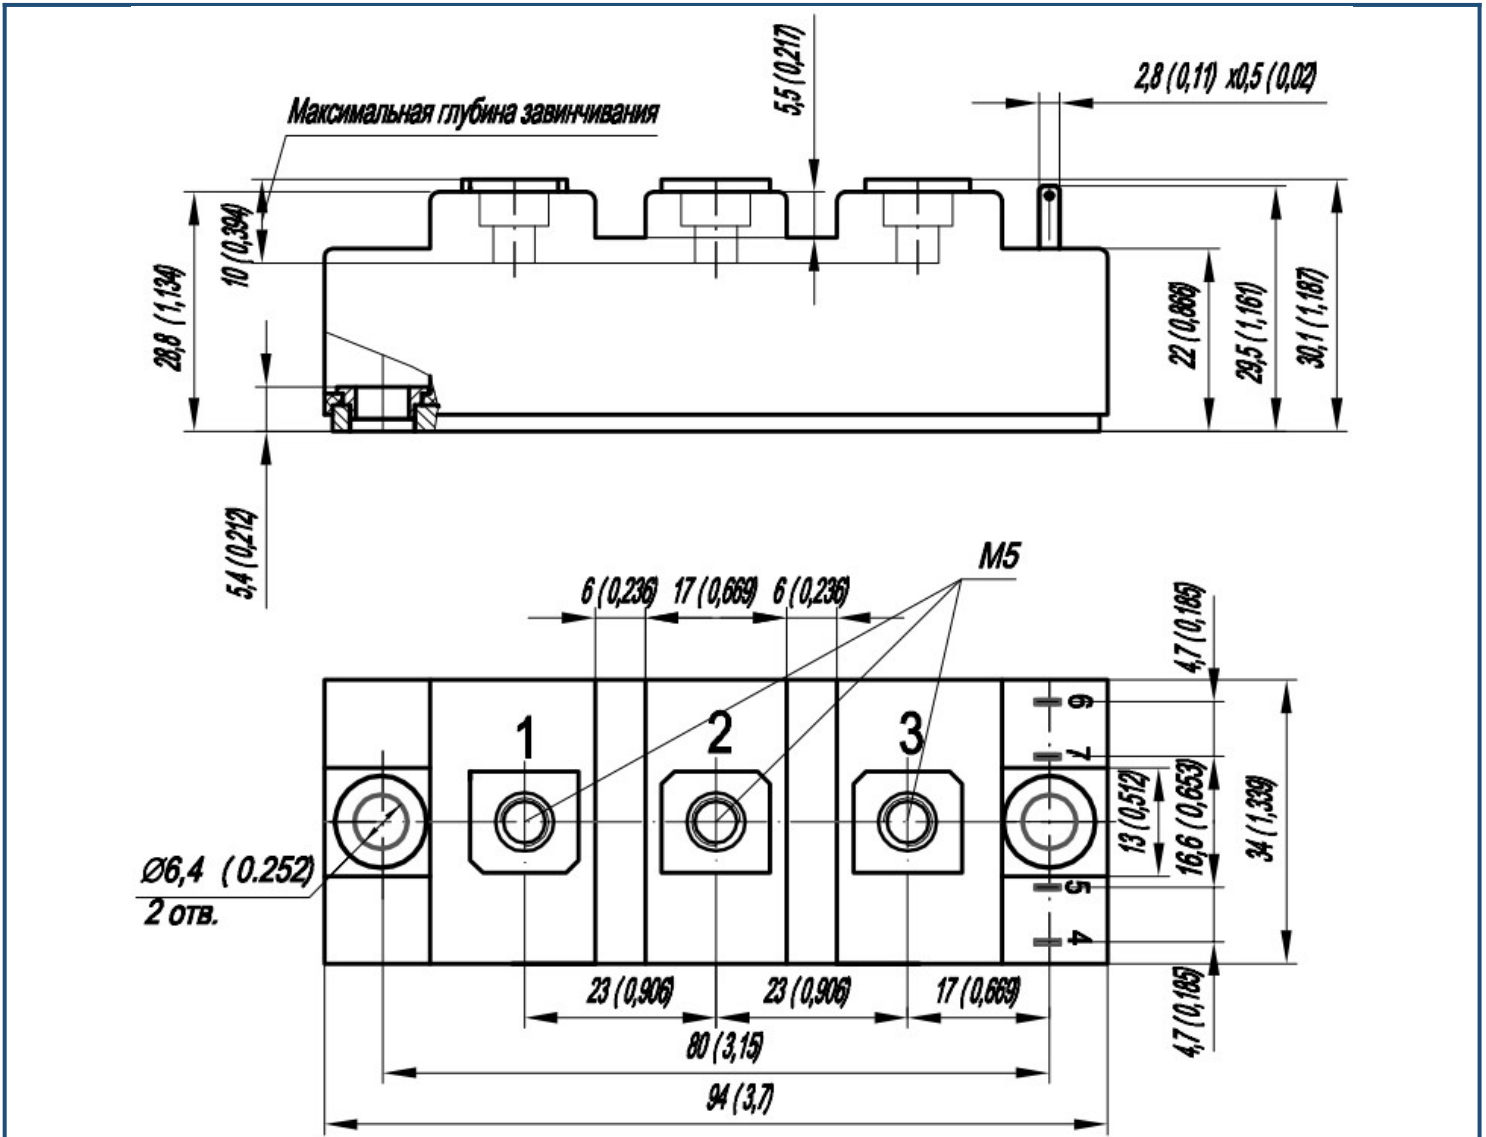 5,5 (0,217)
2,8 (0,11) x0,5 (0,02)
Максимальная глубина завинчивания
10 (0,394)
28,8 (1,134)
22 (0,866)
29,5 (1,161)
30,1 (1,187)
5,4 (0,212)
M5
6 (0,236) 17 (0,669) 6 (0,236)
4,7 (0,185)
1 2 3
6
7
13 (0,512)
16,6 (0,653)
34 (1,339)
Ø6,4 (0.252)
2 отв.
5
4
4,7 (0,185)
23 (0,906) 23 (0,906) 17 (0,669)
80 (3,15)
94 (3,7)